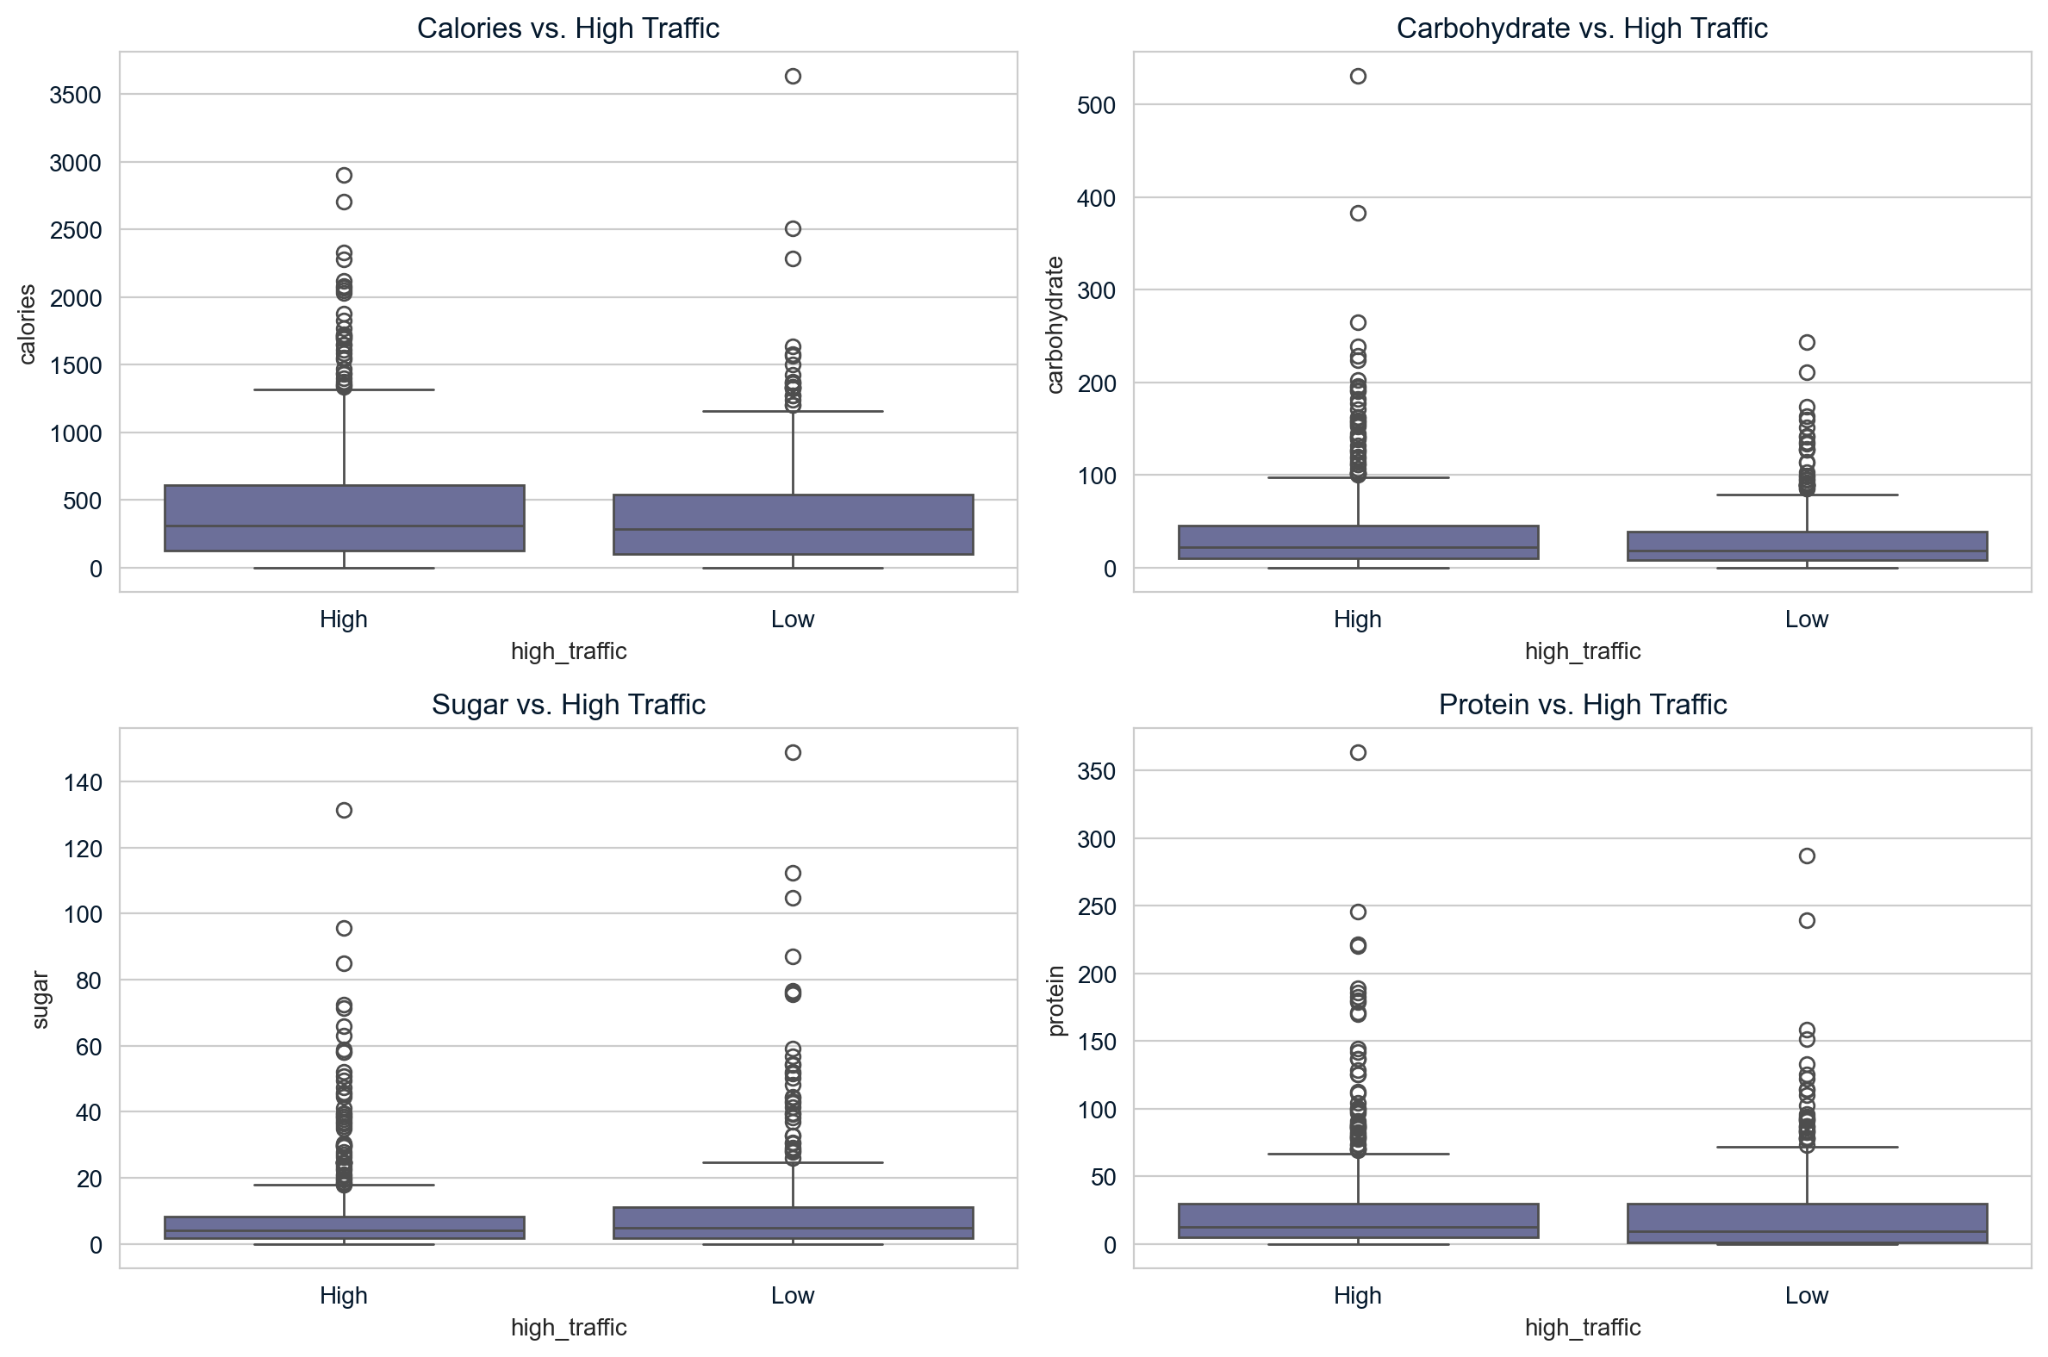 Calories vs. High Traffic
3500
3000
2500
2000
1500
1000
500
0
calories
High
Low
high_traffic
Carbohydrate vs. High Traffic
500
400
300
200
100
0
carbohydrate
High
Low
high_traffic
Sugar vs. High Traffic
140
120
100
80
60
40
20
0
sugar
High
Low
high_traffic
Protein vs. High Traffic
350
300
250
200
150
100
50
0
protein
High
Low
high_traffic